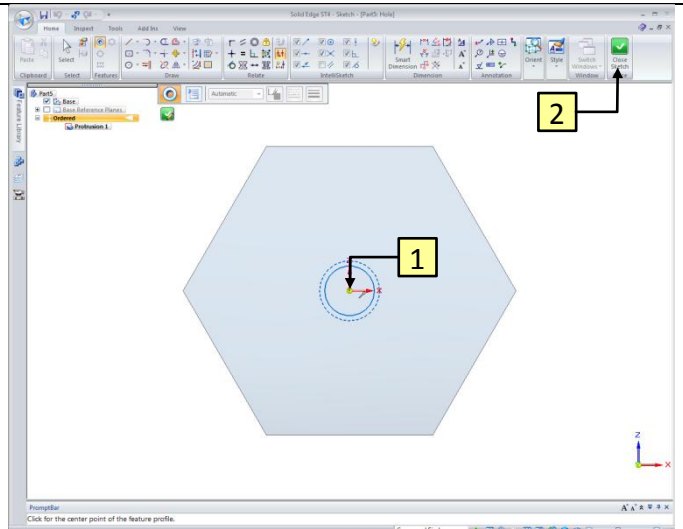 Solid Edge ST4 - Sketch - [Part5: Hole]
Home Inspect Tools Add Ins View
Paste
Select
Smart
Dimension
Orient
Style
Switch
Windows
Close
Sketch
Clipboard Select Features Draw Relate IntelliSketch Dimension Annotation Window
Feature Library
Part5
Base
Base Reference Planes
Ordered
Protrusion 1
Automatic
2
1
Z
X
PromptBar
Click for the center point of the feature profile.